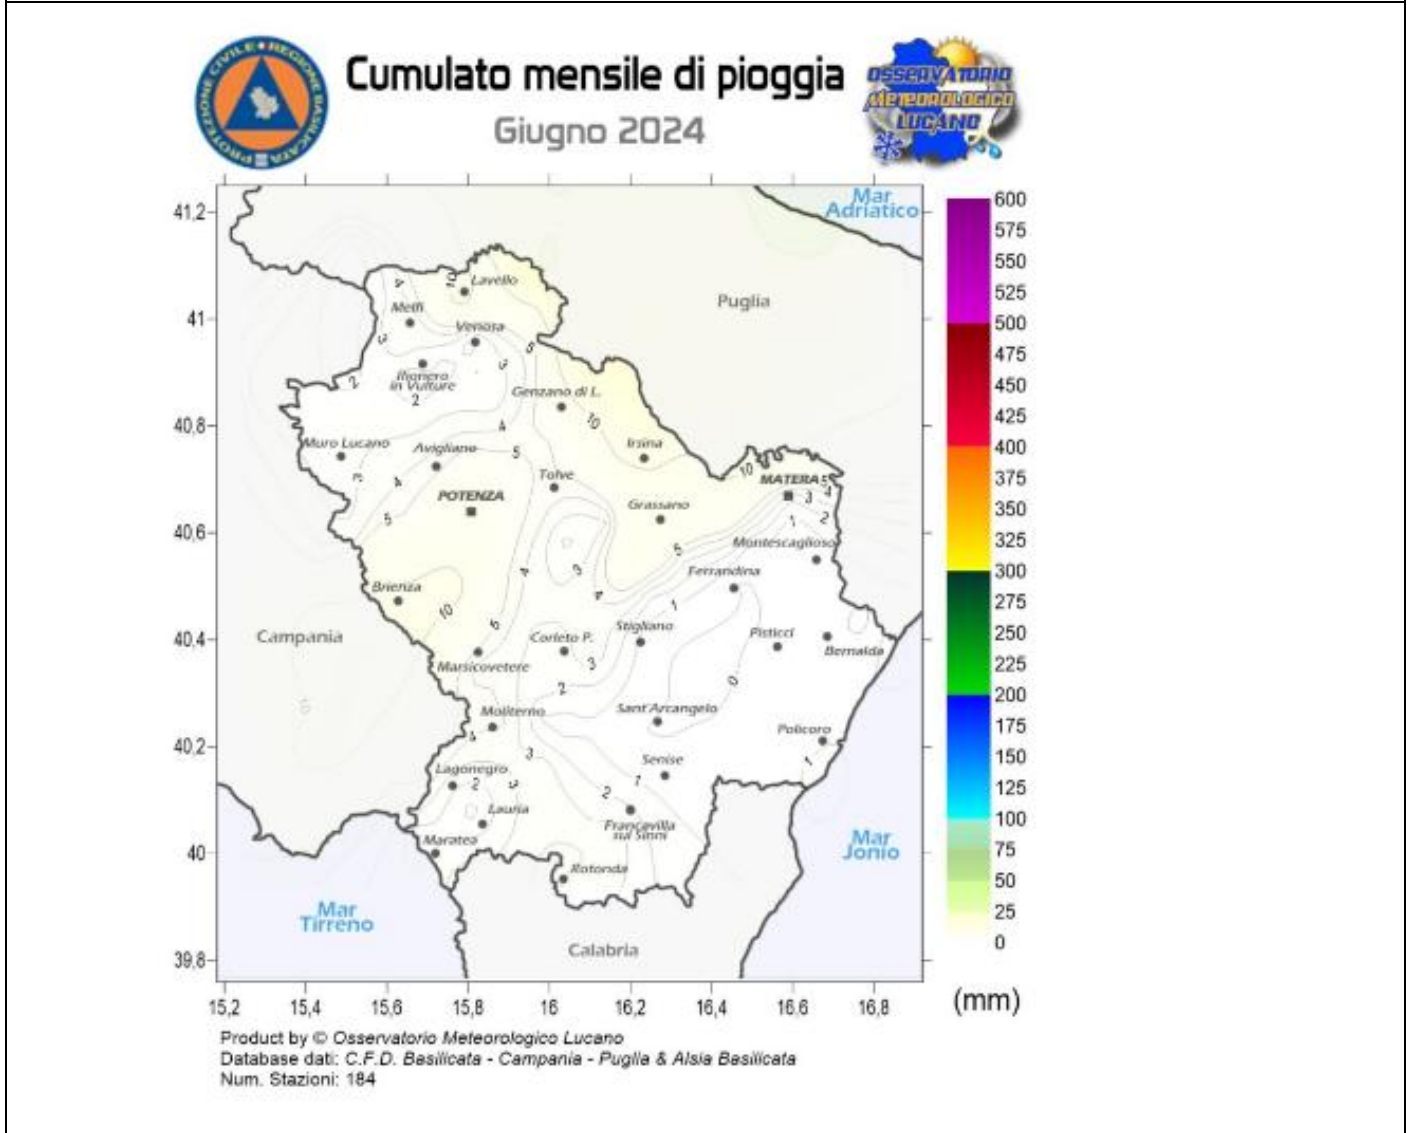 PROTEZIONE CIVILE REGIONE BASILICATA
Cumulato mensile di pioggia
Giugno 2024
OSSERVATORIO
METEOROLOGICO
LUCANO
Mar
Adriatico
Puglia
Campania
Calabria
Mar
Tirreno
Mar
Jonio
Lavello
Melfi
Venosa
Rionero
in Vulture
Genzano di L.
Muro Lucano
Avigliano
Irsina
Tolve
MATERA
POTENZA
Grassano
Montescaglioso
Ferrandina
Brienza
Stigliano
Pisticci
Corleto P.
Bernalda
Marsicovetere
Sant'Arcangelo
Moliterno
Policoro
Senise
Lagonegro
Lauria
Francavilla
sul Sinni
Maratea
Rotonda
41,2
41
40,8
40,6
40,4
40,2
40
39,8
15,2 15,4 15,6 15,8 16 16,2 16,4 16,6 16,8
600
575
550
525
500
475
450
425
400
375
350
325
300
275
250
225
200
175
150
125
100
75
50
25
0
(mm)
Product by © Osservatorio Meteorologico Lucano
Database dati: C.F.D. Basilicata - Campania - Puglia & Alsia Basilicata
Num. Stazioni: 184